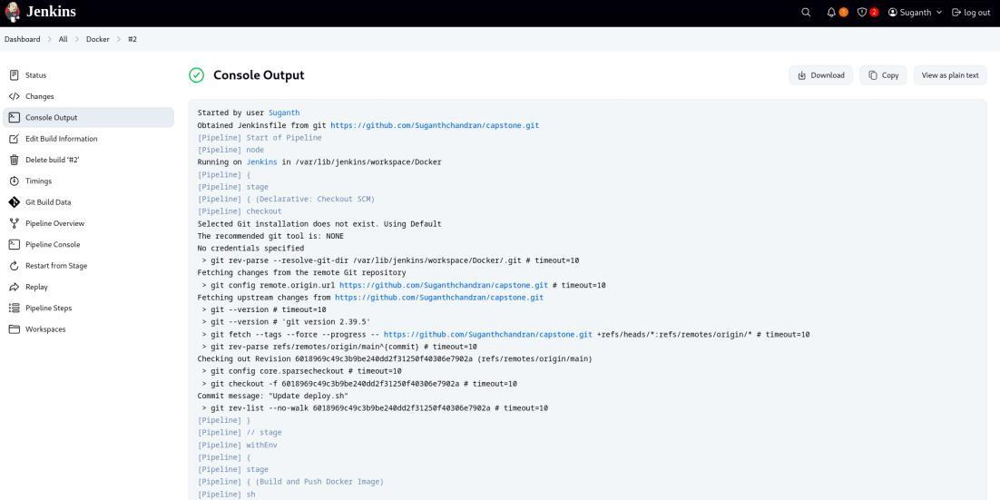 Jenkins
1
2
Suganth
log out
Dashboard > All > Docker > #2
Status
Changes
Console Output
Edit Build Information
Delete build ‘#2’
Timings
Git Build Data
Pipeline Overview
Pipeline Console
Restart from Stage
Replay
Pipeline Steps
Workspaces
Console Output
Download
Copy
View as plain text
Started by user Suganth
Obtained Jenkinsfile from git https://github.com/Suganthchandran/capstone.git
[Pipeline] Start of Pipeline
[Pipeline] node
Running on Jenkins in /var/lib/jenkins/workspace/Docker
[Pipeline] {
[Pipeline] stage
[Pipeline] { (Declarative: Checkout SCM)
[Pipeline] checkout
Selected Git installation does not exist. Using Default
The recommended git tool is: NONE
No credentials specified
 > git rev-parse --resolve-git-dir /var/lib/jenkins/workspace/Docker/.git # timeout=10
Fetching changes from the remote Git repository
 > git config remote.origin.url https://github.com/Suganthchandran/capstone.git # timeout=10
Fetching upstream changes from https://github.com/Suganthchandran/capstone.git
 > git --version # timeout=10
 > git --version # 'git version 2.39.5'
 > git fetch --tags --force --progress -- https://github.com/Suganthchandran/capstone.git +refs/heads/*:refs/remotes/origin/* # timeout=10
 > git rev-parse refs/remotes/origin/main^{commit} # timeout=10
Checking out Revision 6018969c49c3b9be240dd2f31250f40306e7902a (refs/remotes/origin/main)
 > git config core.sparsecheckout # timeout=10
 > git checkout -f 6018969c49c3b9be240dd2f31250f40306e7902a # timeout=10
Commit message: "Update deploy.sh"
 > git rev-list --no-walk 6018969c49c3b9be240dd2f31250f40306e7902a # timeout=10
[Pipeline] }
[Pipeline] // stage
[Pipeline] withEnv
[Pipeline] {
[Pipeline] stage
[Pipeline] { (Build and Push Docker Image)
[Pipeline] sh